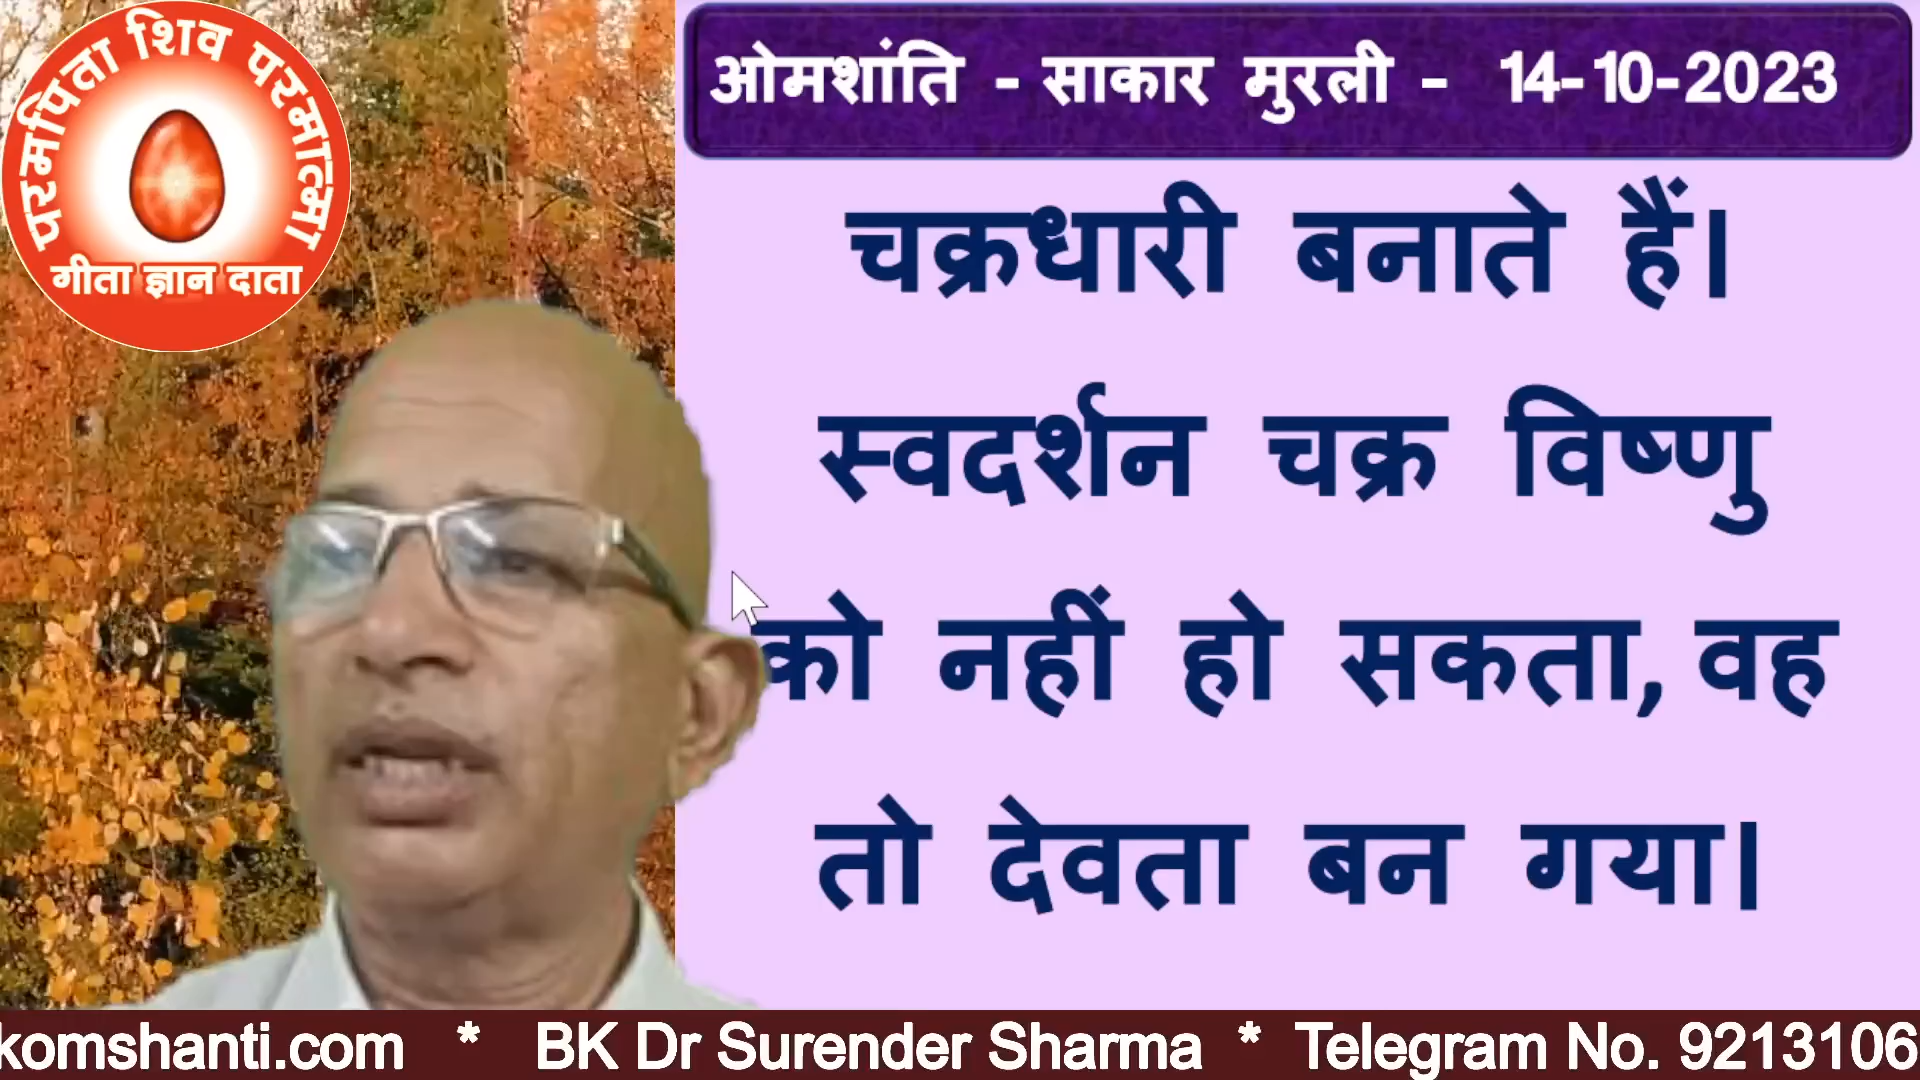 परमपिता शिव परमात्मा
गीता ज्ञान दाता
ओमशांति - साकार मुरली - 14-10-2023
चक्रधारी बनाते हैं।
स्वदर्शन चक्र विष्णु
को नहीं हो सकता, वह
तो देवता बन गया।
komshanti.com * BK Dr Surender Sharma * Telegram No. 9213106